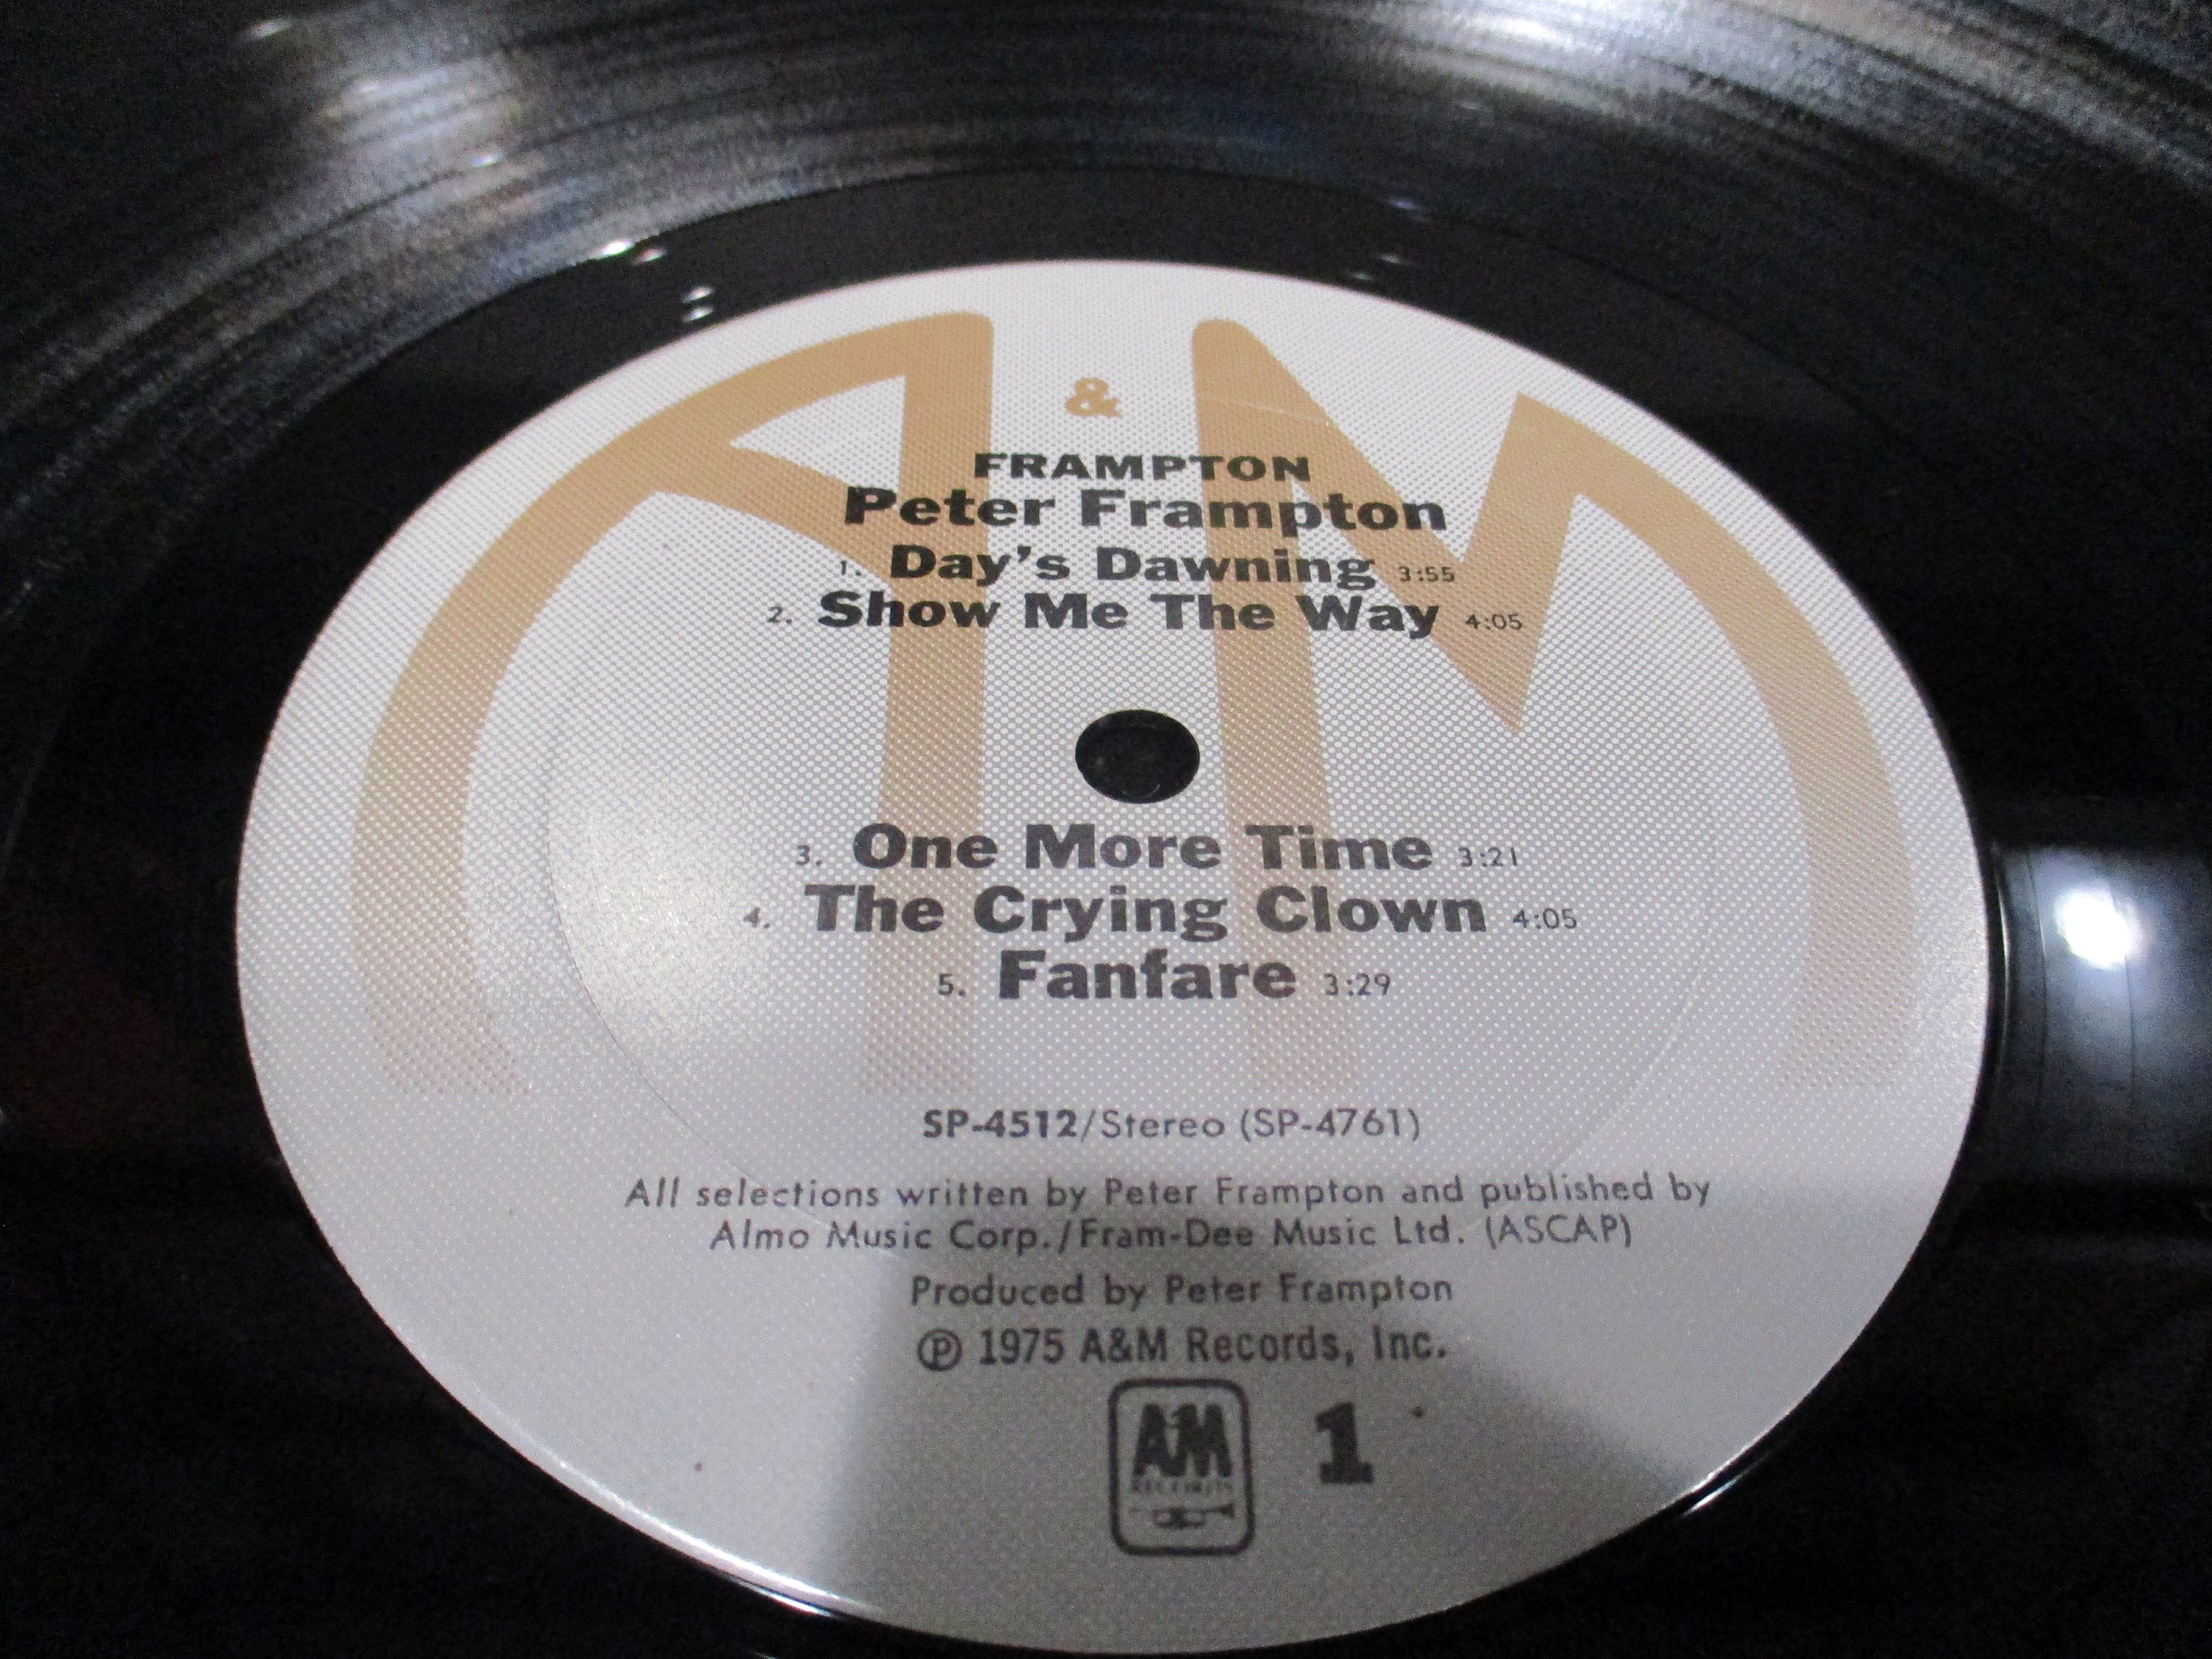 A & M
FRAMPTON
Peter Frampton
1. Day's Dawning 3:55
2. Show Me The Way 4:05
3. One More Time 3:21
4. The Crying Clown 4:05
5. Fanfare 3:29
SP-4512/Stereo (SP-4761)
All selections written by Peter Frampton and published by
Almo Music Corp./Fram-Dee Music Ltd. (ASCAP)
Produced by Peter Frampton
℗ 1975 A&M Records, Inc.
A&M 1
RECORDS